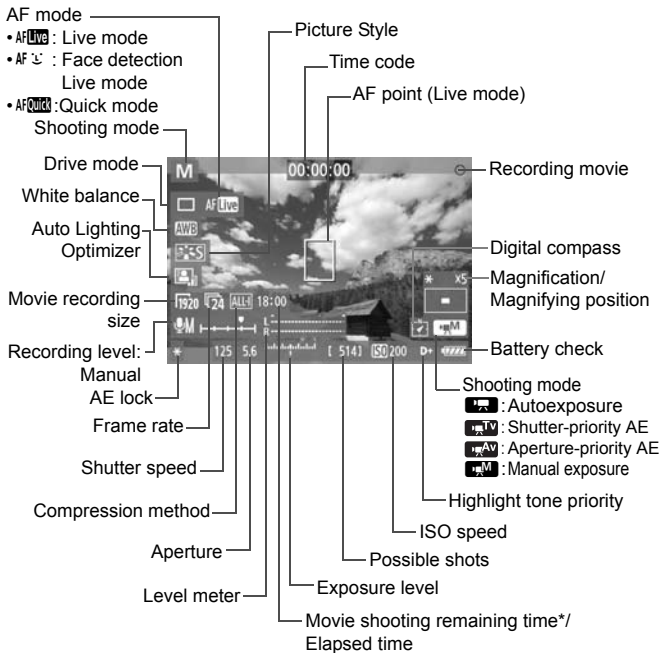 AF mode
• AF Live : Live mode
• AF : Face detection
Live mode
• AF Quick :Quick mode
Shooting mode
Drive mode
White balance
Auto Lighting
Optimizer
Movie recording
size
Recording level:
Manual
AE lock
Frame rate
Shutter speed
Compression method
Aperture
Level meter
Picture Style
Time code
AF point (Live mode)
M
00:00:00
AF Live
AWB
S
1920
24
ALL-I
18:00
M
L
R
* 125 5.6 [ 514] ISO 200 D+
* x5
M
Recording movie
Digital compass
Magnification/
Magnifying position
Battery check
Shooting mode
: Autoexposure
Tv : Shutter-priority AE
Av : Aperture-priority AE
M : Manual exposure
Highlight tone priority
ISO speed
Possible shots
Exposure level
Movie shooting remaining time*/
Elapsed time